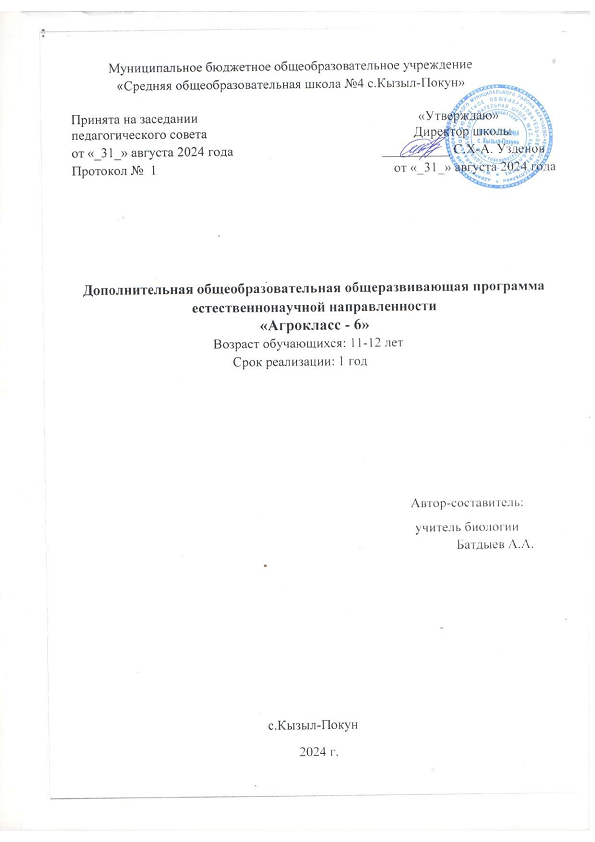 Муниципальное бюджетное общеобразовательное учреждение
«Средняя общеобразовательная школа №4 с.Кызыл-Покун»
Принята на заседании
педагогического совета
от «_31_» августа 2024 года
Протокол № 1
«Утверждаю»
Директор школы
С.Х-А. Узденов
от «_31_» августа 2024 года
Дополнительная общеобразовательная общеразвивающая программа
естественнонаучной направленности
«Агрокласс - 6»
Возраст обучающихся: 11-12 лет
Срок реализации: 1 год
Автор-составитель:
учитель биологии
Батдыев А.А.
с.Кызыл-Покун
2024 г.